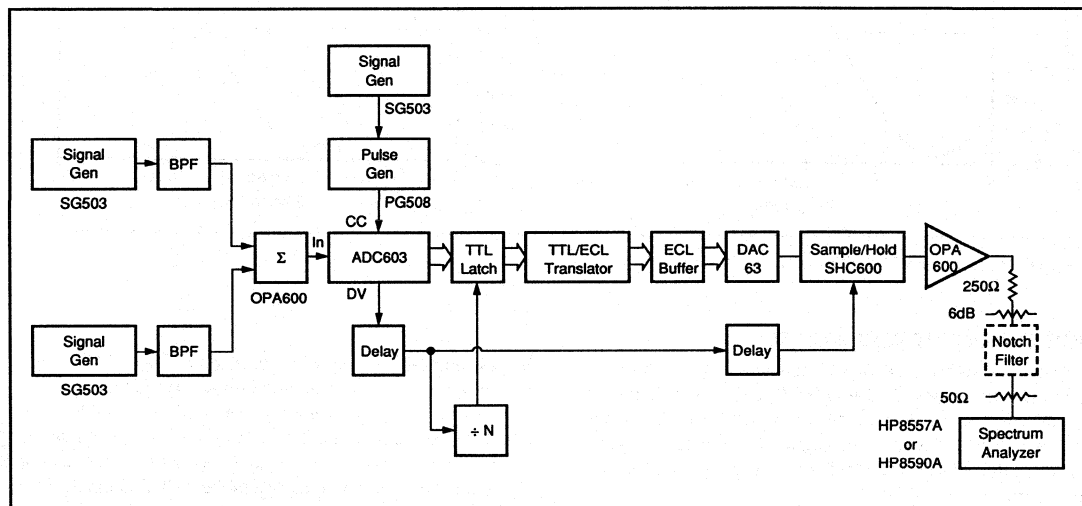 Signal
Gen
SG503
Signal
Gen
SG503
BPF
Pulse
Gen
PG508
CC
Σ
OPA600
In
ADC603
DV
TTL
Latch
TTL/ECL
Translator
ECL
Buffer
DAC
63
Sample/Hold
SHC600
OPA
600
250Ω
6dB
Notch
Filter
50Ω
Signal
Gen
SG503
BPF
Delay
Delay
÷ N
HP8557A
or
HP8590A
Spectrum
Analyzer